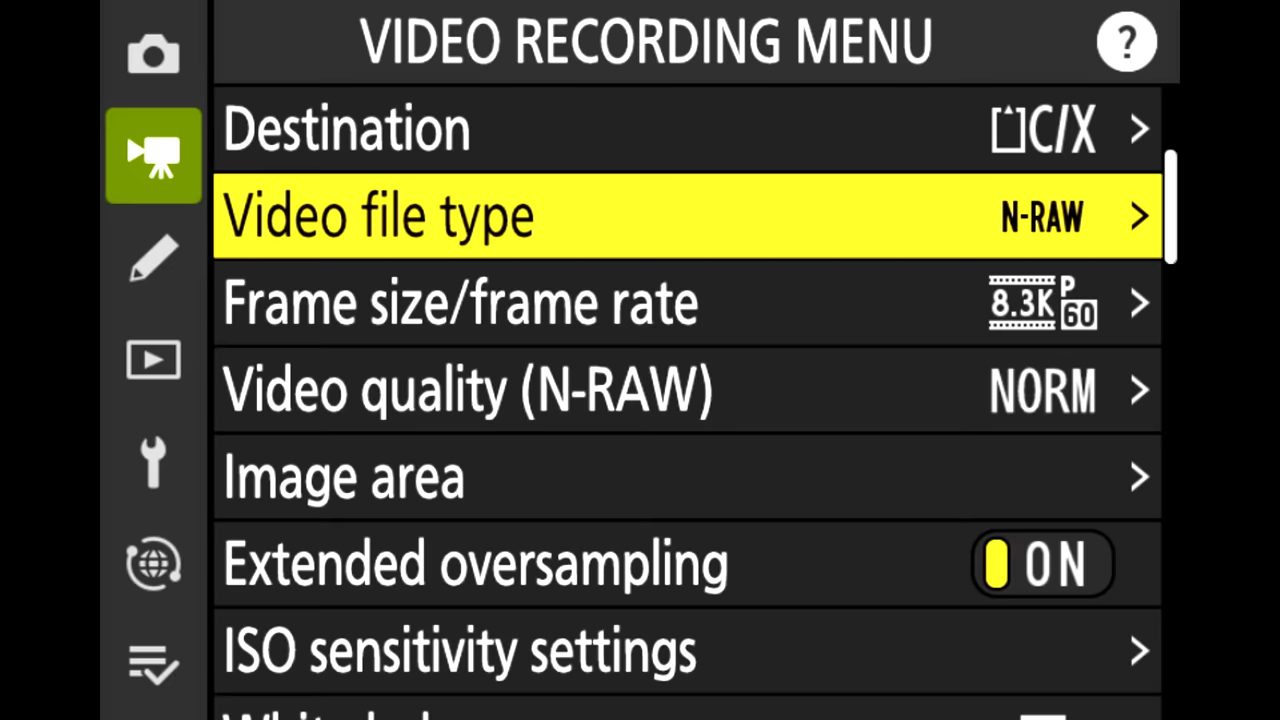 VIDEO RECORDING MENU ?
Destination C/X >
Video file type N-RAW >
Frame size/frame rate 8.3K P 60 >
Video quality (N-RAW) NORM >
Image area >
Extended oversampling ON
ISO sensitivity settings >